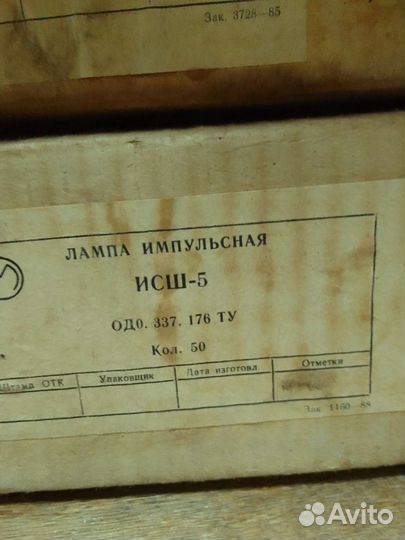 Зак. 3728—85
ЛАМПА ИМПУЛЬСНАЯ
ИСШ-5
ОД0. 337. 176 ТУ
Кол. 50
Штамп ОТК Упаковщик Дата изготовл Отметки
Зак 1160—88
Avito